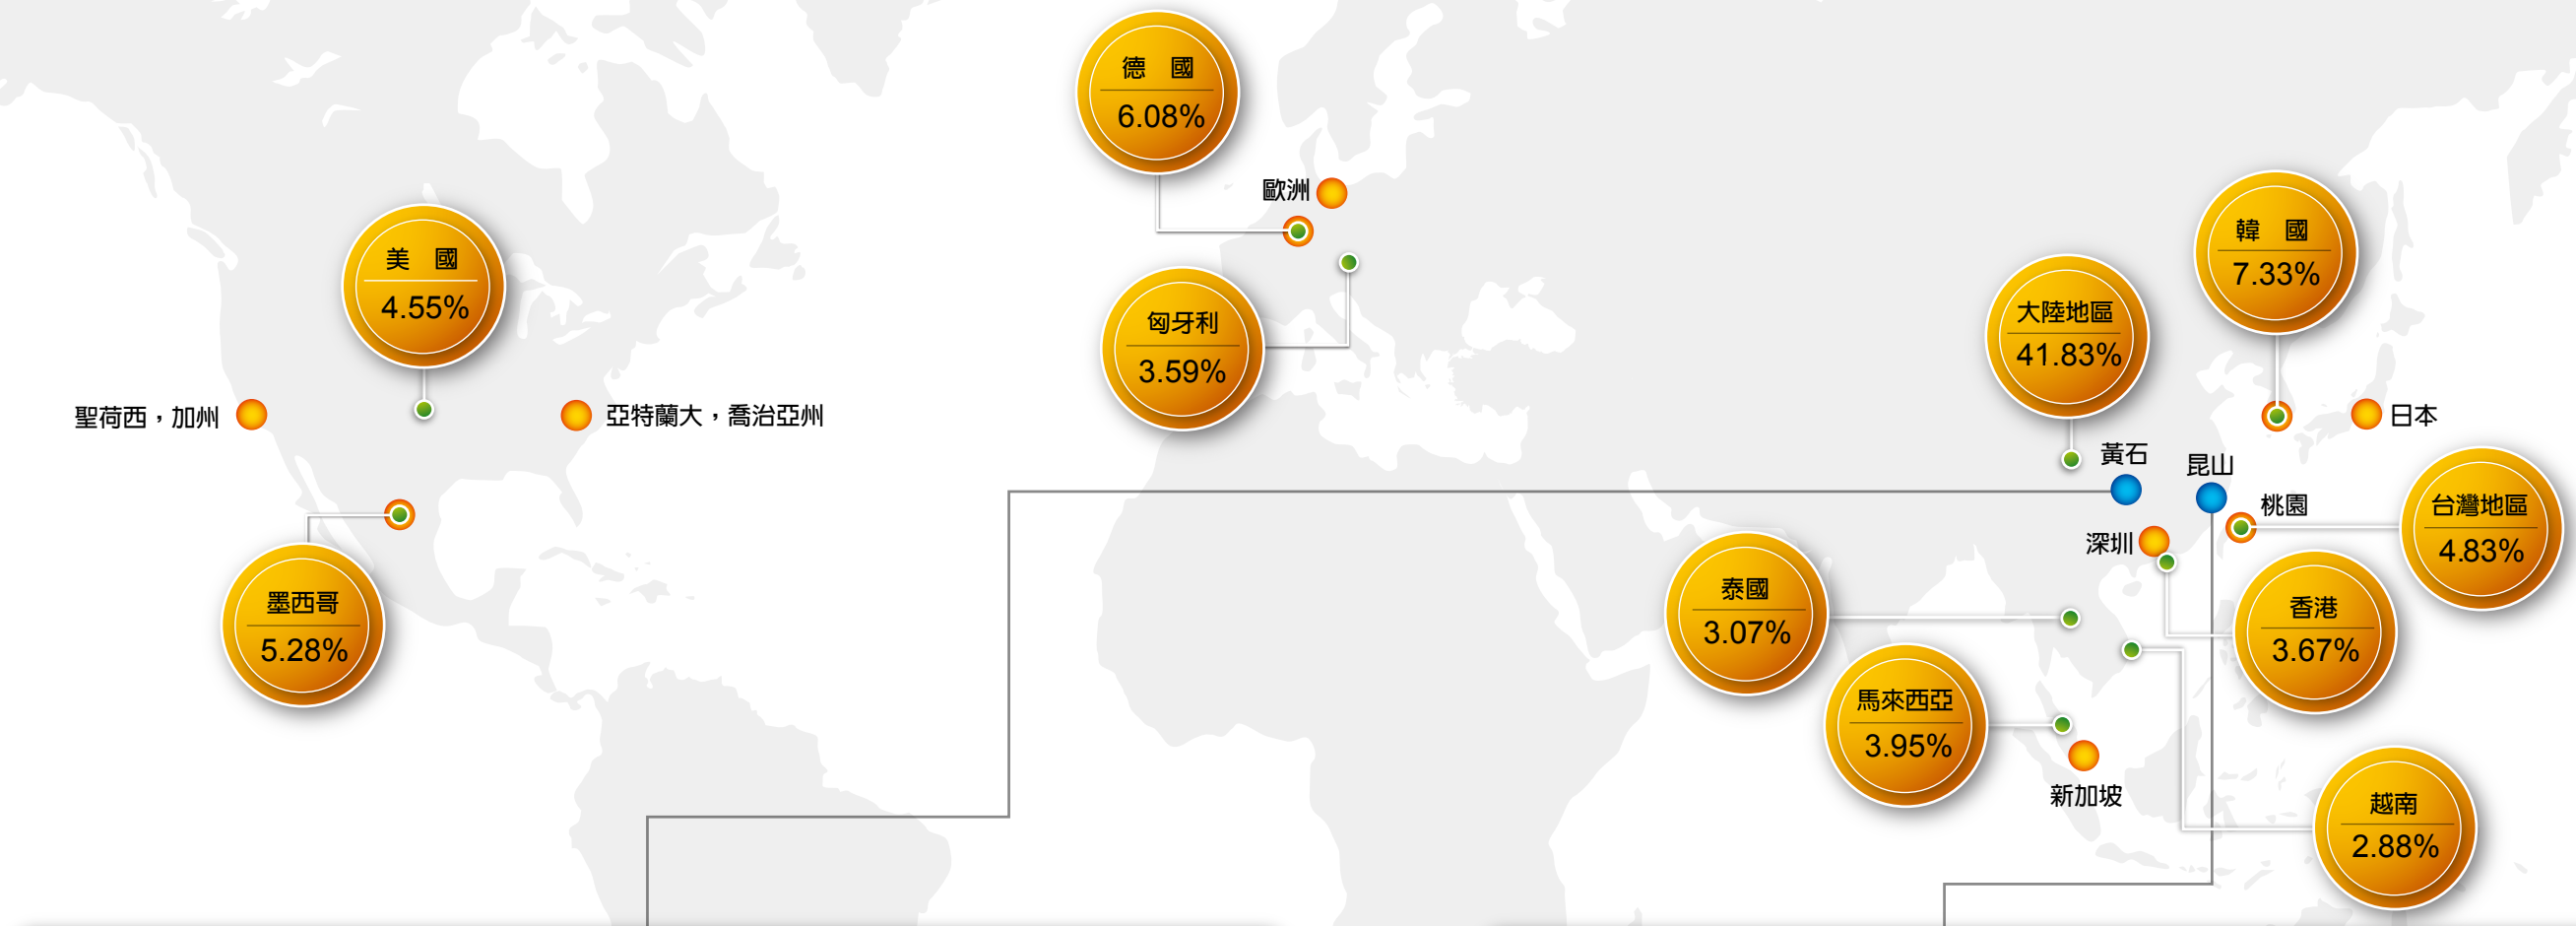 德 國
6.08%
歐洲
美 國
4.55%
韓 國
7.33%
大陸地區
41.83%
匈牙利
3.59%
聖荷西，加州
亞特蘭大，喬治亞州
日本
黃石
昆山
桃園
台灣地區
4.83%
深圳
墨西哥
5.28%
泰國
3.07%
香港
3.67%
馬來西亞
3.95%
新加坡
越南
2.88%